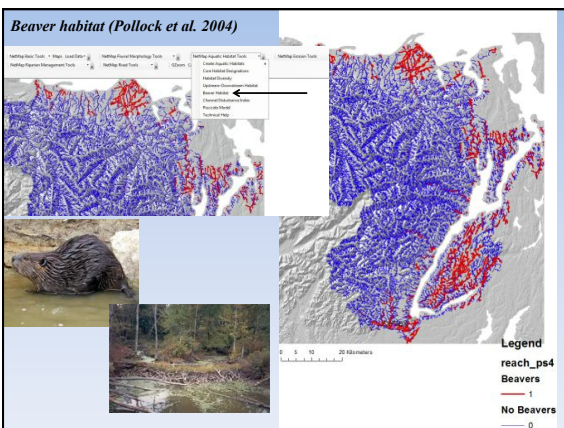 Beaver habitat (Pollock et al. 2004)
NetMap Basic Tools
Maps
Load Data
NetMap Fluvial Morphology Tools
NetMap Aquatic Habitat Tools
NetMap Erosion Tools
NetMap Riparian Management Tools
NetMap Road Tools
Create Aquatic Habitats
Core Habitat Designations
Habitat Diversity
Upstream-Downstream Habitat
Beaver Habitat
Channel Disturbance Index
Technical Help
0 5 10 20 Kilometers
Legend
reach_ps4
Beavers
1
No Beavers
0